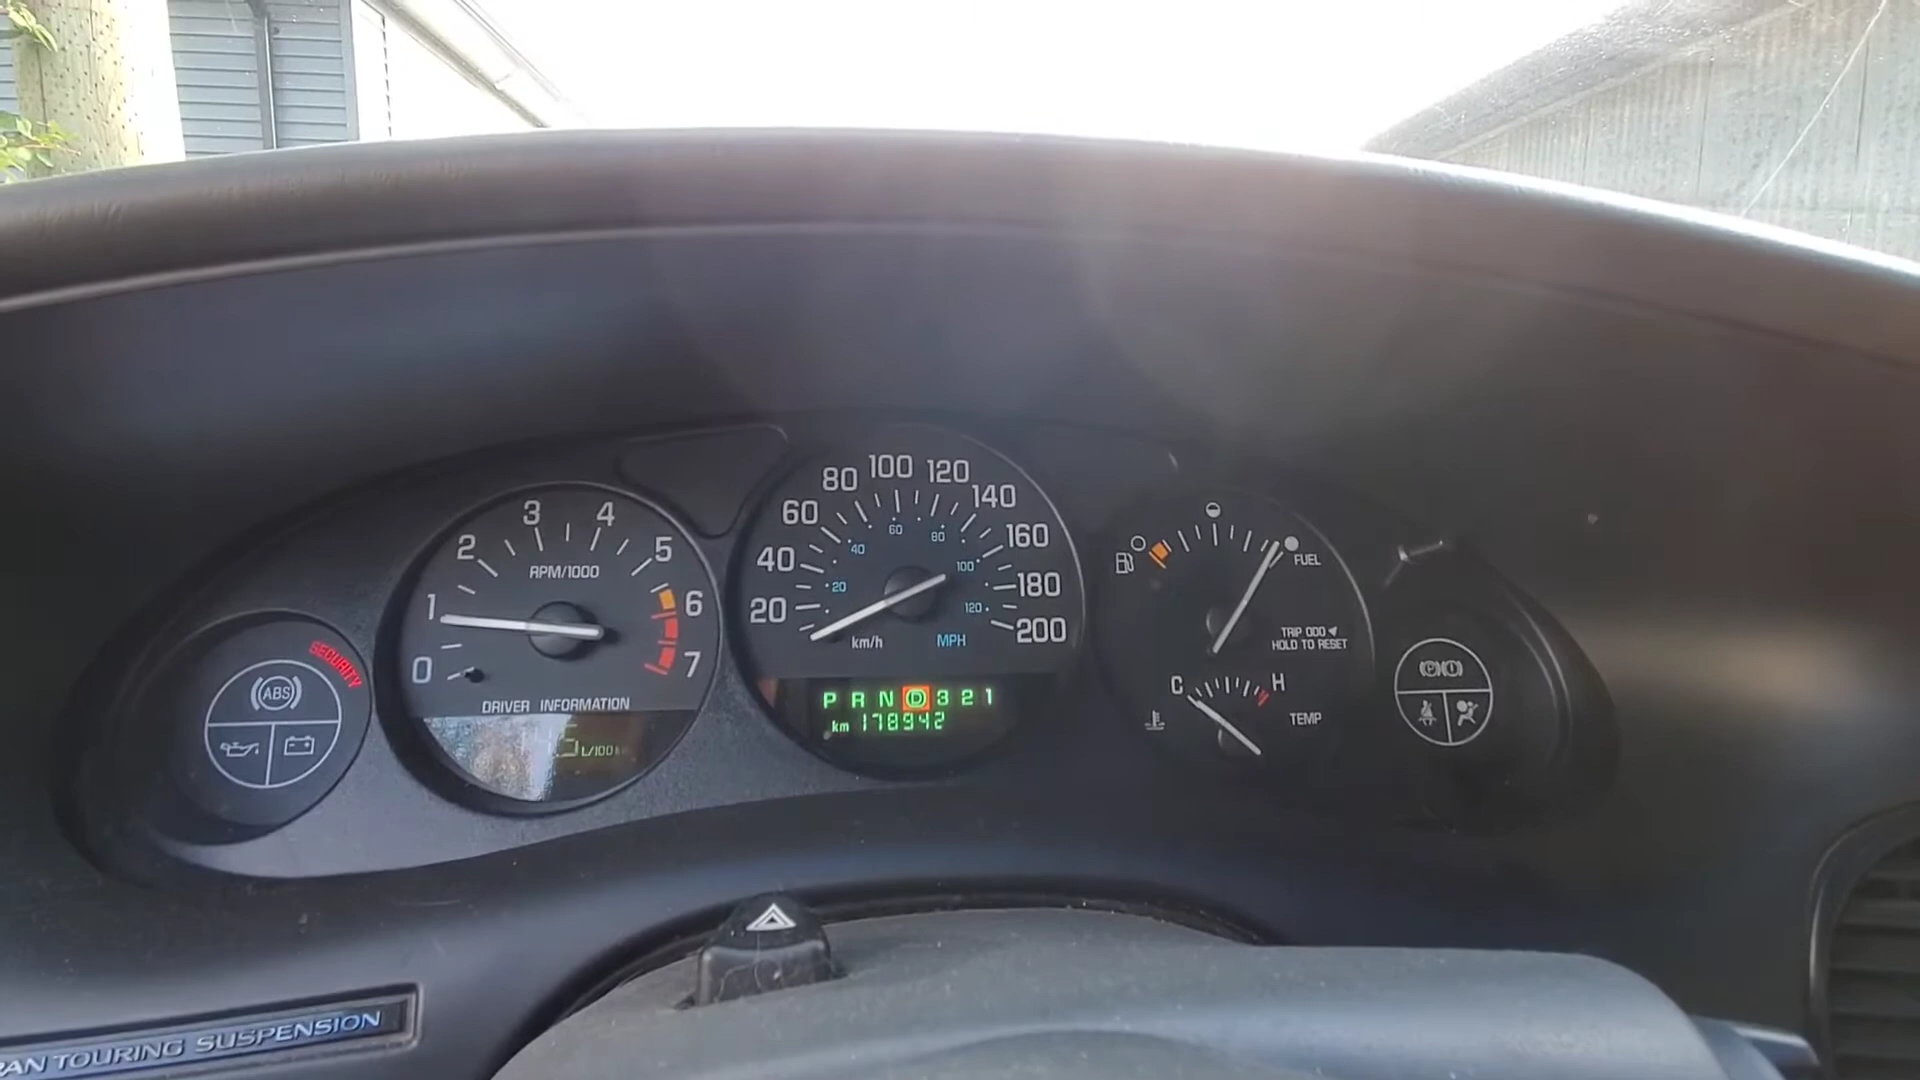 SECURITY
ABS
0
1
2
3
4
5
6
7
RPM/1000
DRIVER INFORMATION
L/100
20
40
60
80
100
120
140
160
180
200
20
40
60
80
100
120
km/h
MPH
P R N D 3 2 1
km 178942
FUEL
TRIP ODO
HOLD TO RESET
C
H
TEMP
P
TOURING SUSPENSION